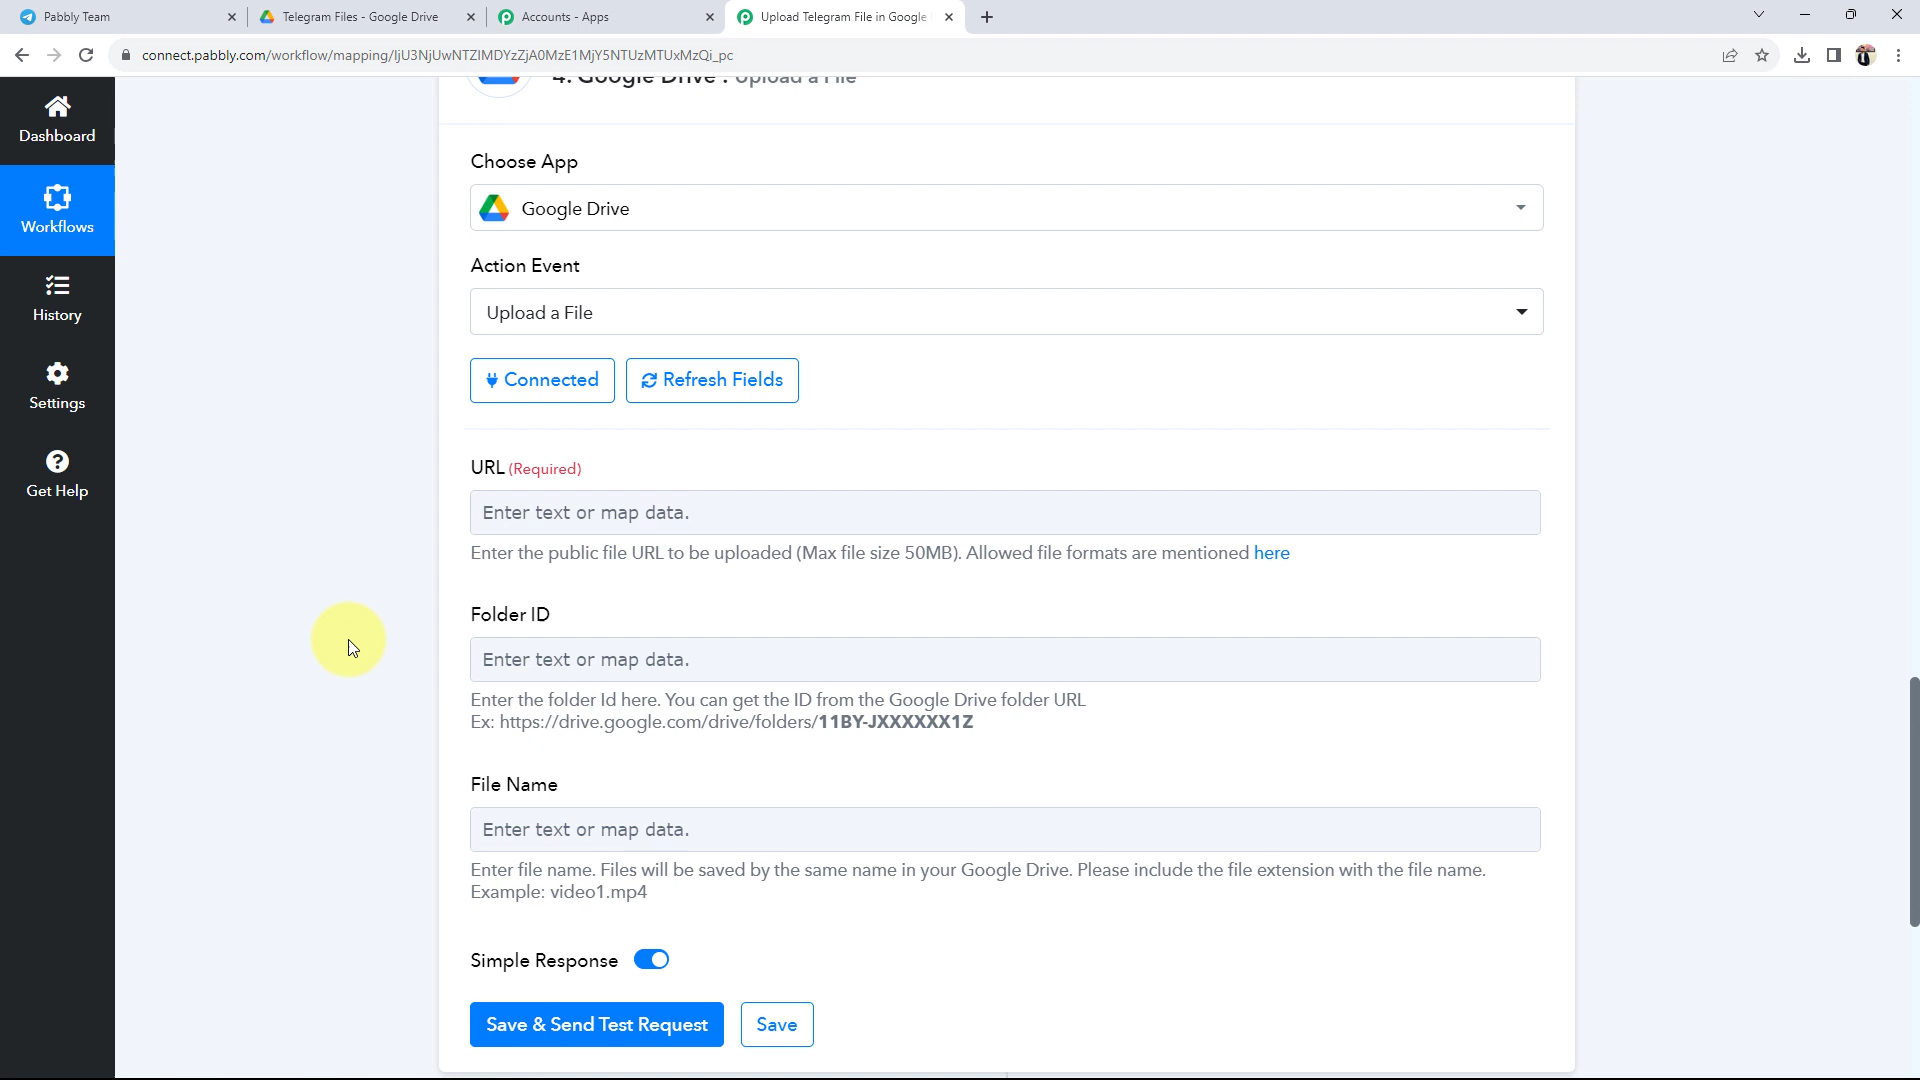 Pabbly Team
Telegram Files - Google Drive
Accounts - Apps
Upload Telegram File in Google
connect.pabbly.com/workflow/mapping/IjU3NjUwNTZlMDYzZjA0MzE1MjY5NTUzMTUxMzQi_pc
4. Google Drive : Upload a File
Dashboard
Workflows
History
Settings
Get Help
Choose App
Google Drive
Action Event
Upload a File
Connected
Refresh Fields
URL (Required)
Enter text or map data.
Enter the public file URL to be uploaded (Max file size 50MB). Allowed file formats are mentioned here
Folder ID
Enter text or map data.
Enter the folder Id here. You can get the ID from the Google Drive folder URL
Ex: https://drive.google.com/drive/folders/11BY-JXXXXXX1Z
File Name
Enter text or map data.
Enter file name. Files will be saved by the same name in your Google Drive. Please include the file extension with the file name.
Example: video1.mp4
Simple Response
Save & Send Test Request
Save